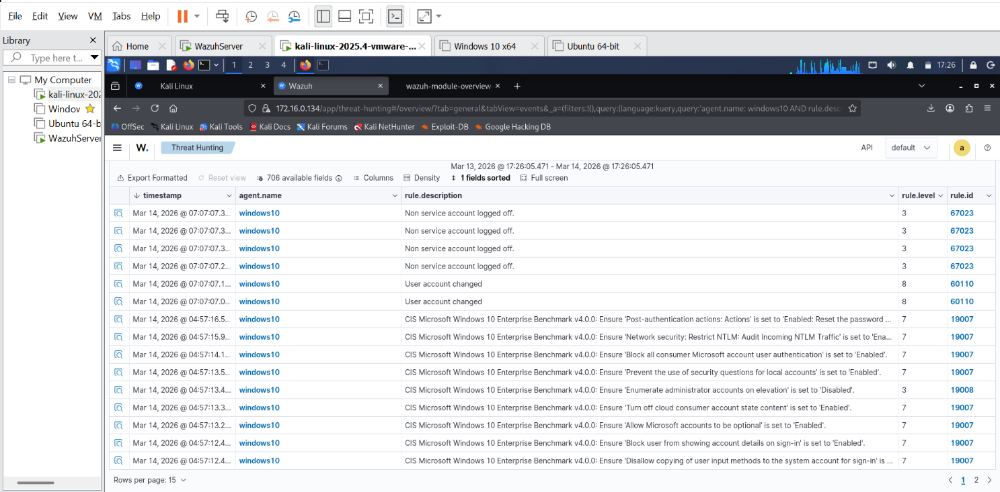 File Edit View VM Tabs Help
Library
Type here t...
My Computer
kali-linux-202
Windov
Ubuntu 64-b
WazuhServer
Home WazuhServer kali-linux-2025.4-vmware-... Windows 10 x64 Ubuntu 64-bit
1 2 3 4 17:26
Kali Linux Wazuh wazuh-module-overview-
172.16.0.134/app/threat-hunting#/overview/?tab=general&tabView=events&_a=(filters:!(),query:(language:kuery,query:'agent.name: windows10 AND rule.desc
OffSec Kali Linux Kali Tools Kali Docs Kali Forums Kali NetHunter Exploit-DB Google Hacking DB
W. Threat Hunting API default a
Mar 13, 2026 @ 17:26:05.471 - Mar 14, 2026 @ 17:26:05.471
Export Formatted Reset view 706 available fields Columns Density 1 fields sorted Full screen
timestamp agent.name rule.description rule.level rule.id
Mar 14, 2026 @ 07:07:07.3... windows10 Non service account logged off. 3 67023
Mar 14, 2026 @ 07:07:07.3... windows10 Non service account logged off. 3 67023
Mar 14, 2026 @ 07:07:07.3... windows10 Non service account logged off. 3 67023
Mar 14, 2026 @ 07:07:07.2... windows10 Non service account logged off. 3 67023
Mar 14, 2026 @ 07:07:07.1... windows10 User account changed 8 60110
Mar 14, 2026 @ 07:07:07.0... windows10 User account changed 8 60110
Mar 14, 2026 @ 04:57:16.5... windows10 CIS Microsoft Windows 10 Enterprise Benchmark v4.0.0: Ensure 'Post-authentication actions: Actions' is set to 'Enabled: Reset the password ... 7 19007
Mar 14, 2026 @ 04:57:15.9... windows10 CIS Microsoft Windows 10 Enterprise Benchmark v4.0.0: Ensure 'Network security: Restrict NTLM: Audit Incoming NTLM Traffic' is set to 'Ena... 7 19007
Mar 14, 2026 @ 04:57:14.1... windows10 CIS Microsoft Windows 10 Enterprise Benchmark v4.0.0: Ensure 'Block all consumer Microsoft account user authentication' is set to 'Enabled'. 7 19007
Mar 14, 2026 @ 04:57:13.5... windows10 CIS Microsoft Windows 10 Enterprise Benchmark v4.0.0: Ensure 'Prevent the use of security questions for local accounts' is set to 'Enabled'. 7 19007
Mar 14, 2026 @ 04:57:13.4... windows10 CIS Microsoft Windows 10 Enterprise Benchmark v4.0.0: Ensure 'Enumerate administrator accounts on elevation' is set to 'Disabled'. 3 19008
Mar 14, 2026 @ 04:57:13.3... windows10 CIS Microsoft Windows 10 Enterprise Benchmark v4.0.0: Ensure 'Turn off cloud consumer account state content' is set to 'Enabled'. 7 19007
Mar 14, 2026 @ 04:57:13.2... windows10 CIS Microsoft Windows 10 Enterprise Benchmark v4.0.0: Ensure 'Allow Microsoft accounts to be optional' is set to 'Enabled'. 7 19007
Mar 14, 2026 @ 04:57:12.4... windows10 CIS Microsoft Windows 10 Enterprise Benchmark v4.0.0: Ensure 'Block user from showing account details on sign-in' is set to 'Enabled'. 7 19007
Mar 14, 2026 @ 04:57:12.4... windows10 CIS Microsoft Windows 10 Enterprise Benchmark v4.0.0: Ensure 'Disallow copying of user input methods to the system account for sign-in' is ... 7 19007
Rows per page: 15 1 2